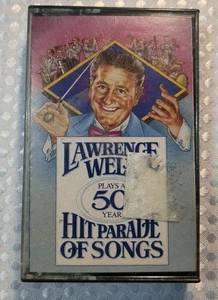 LAWRENCE
WEL
PLAYS A
50
YEAR
HIT PARADE
OF SONGS